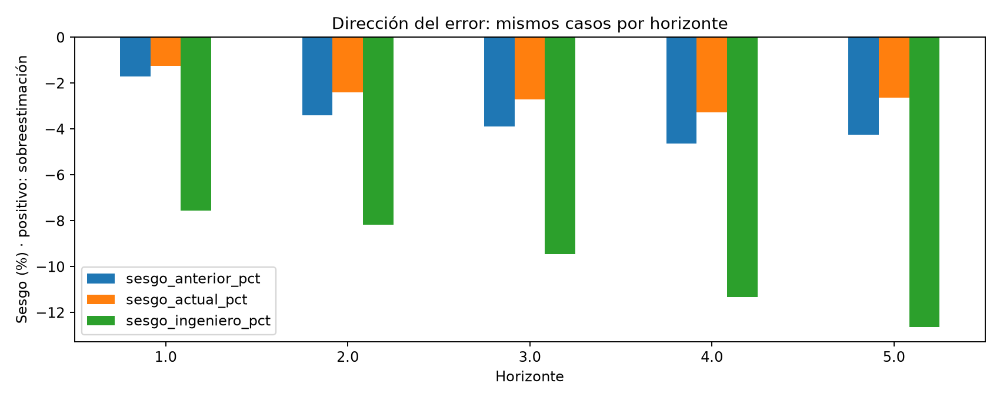 Dirección del error: mismos casos por horizonte
Sesgo (%) · positivo: sobreestimación
0
−2
−4
−6
−8
−10
−12
sesgo_anterior_pct
sesgo_actual_pct
sesgo_ingeniero_pct
1.0 2.0 3.0 4.0 5.0
Horizonte